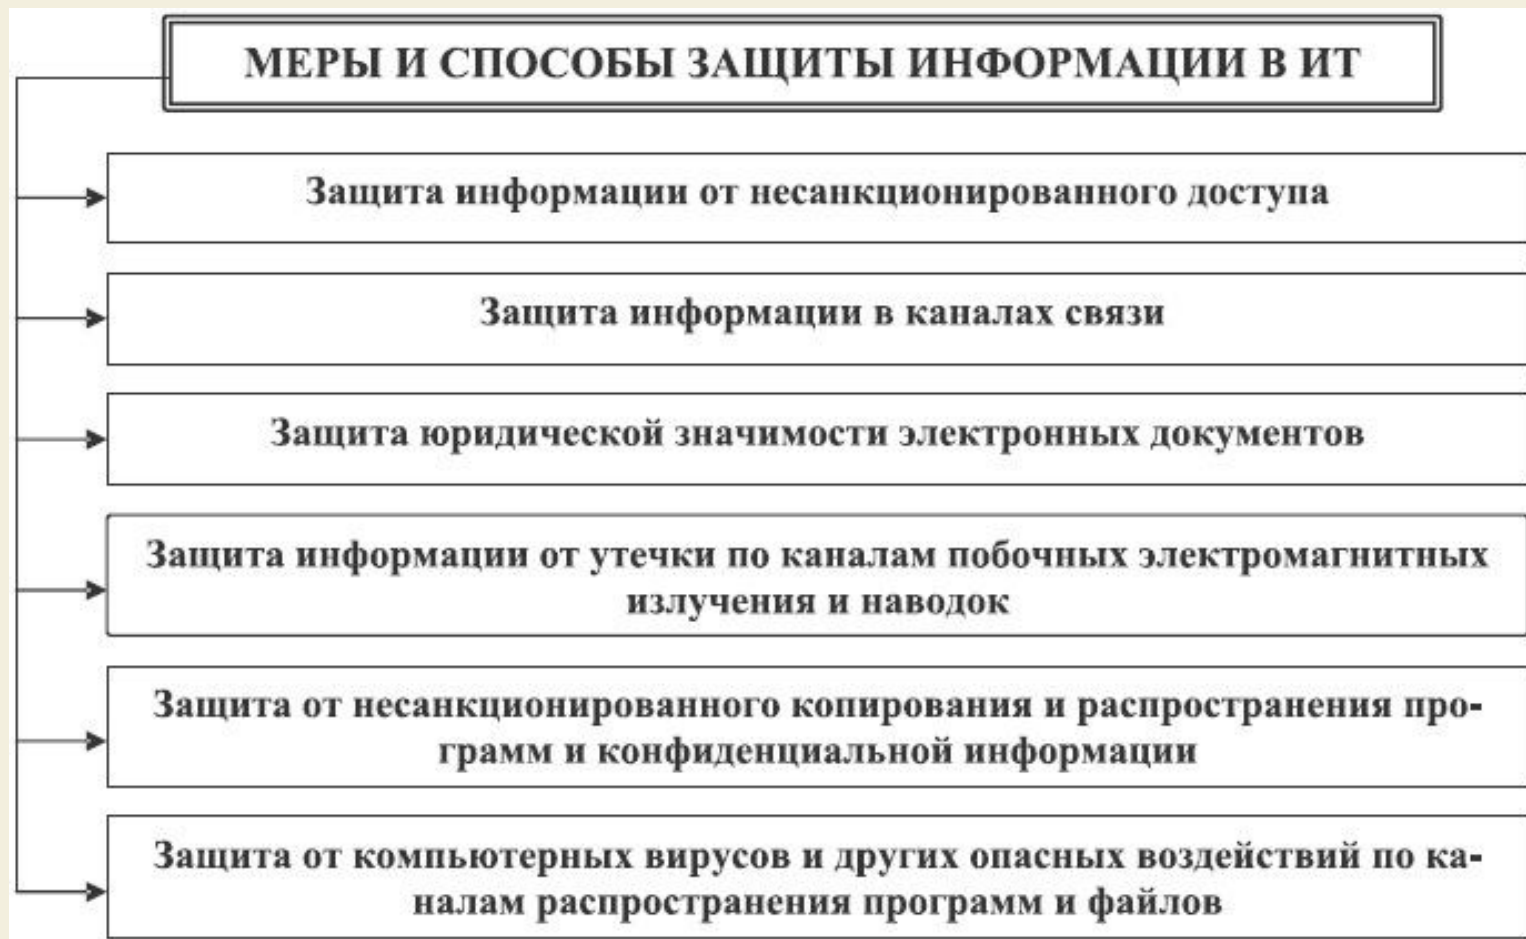 МЕРЫ И СПОСОБЫ ЗАЩИТЫ ИНФОРМАЦИИ В ИТ
Защита информации от несанкционированного доступа
Защита информации в каналах связи
Защита юридической значимости электронных документов
Защита информации от утечки по каналам побочных электромагнитных
излучения и наводок
Защита от несанкционированного копирования и распространения про-
грамм и конфиденциальной информации
Защита от компьютерных вирусов и других опасных воздействий по ка-
налам распространения программ и файлов